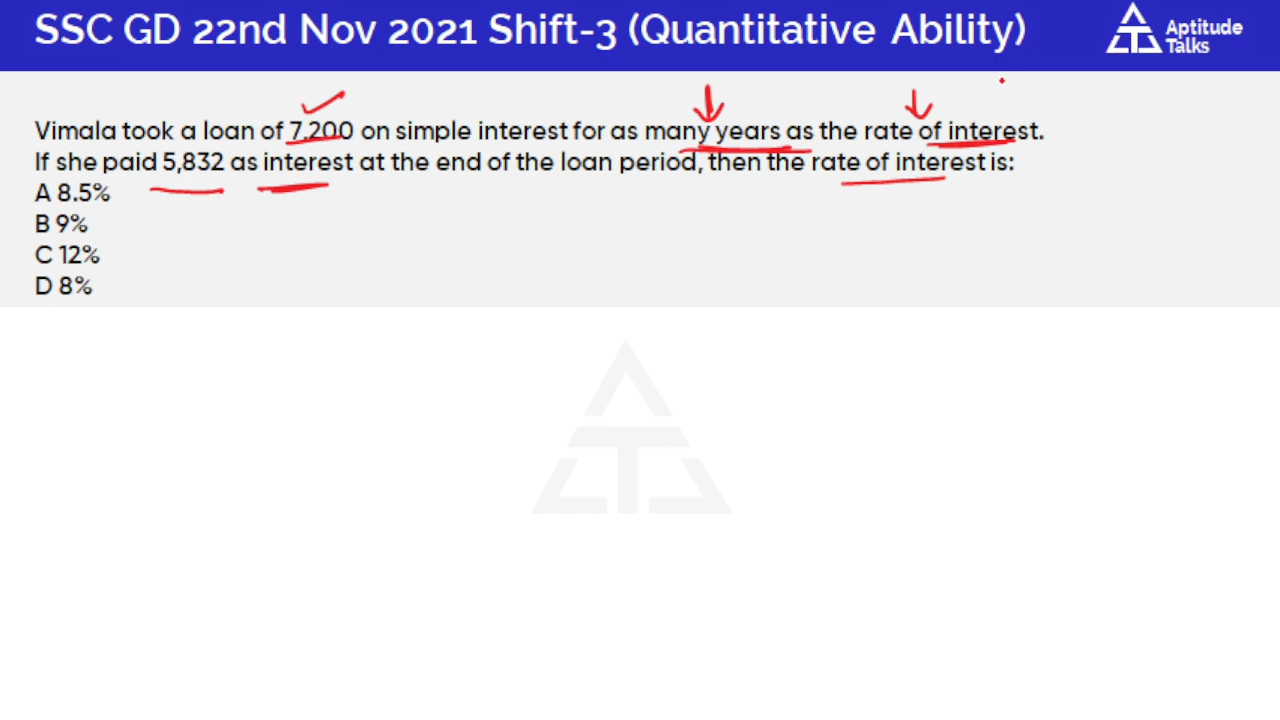 SSC GD 22nd Nov 2021 Shift-3 (Quantitative Ability)
Aptitude
Talks
Vimala took a loan of 7,200 on simple interest for as many years as the rate of interest.
If she paid 5,832 as interest at the end of the loan period, then the rate of interest is:
A 8.5%
B 9%
C 12%
D 8%